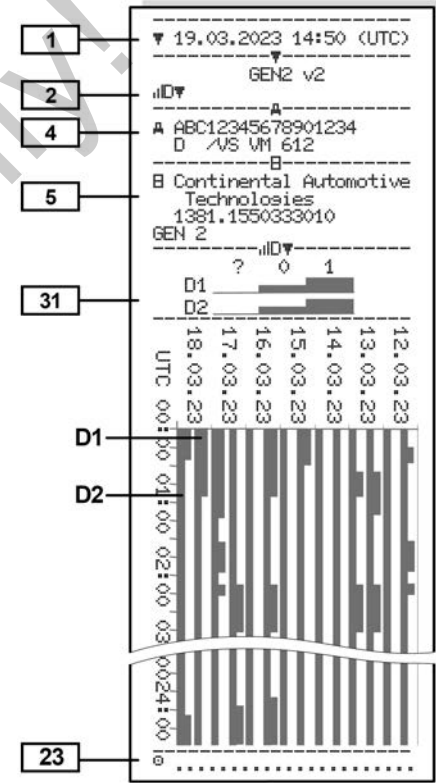 1
▼ 19.03.2023 14:50 (UTC)
GEN2 v2
2
D▼
4
ABC12345678901234
D /VS VM 612
5
Continental Automotive
Technologies
1381.1550333010
GEN 2
D▼
31
? 0 1
D1
D2
18.03.23
17.03.23
16.03.23
15.03.23
14.03.23
13.03.23
12.03.23
UTC 00:00 01:00 02:00 03
0024:00
D1
D2
23